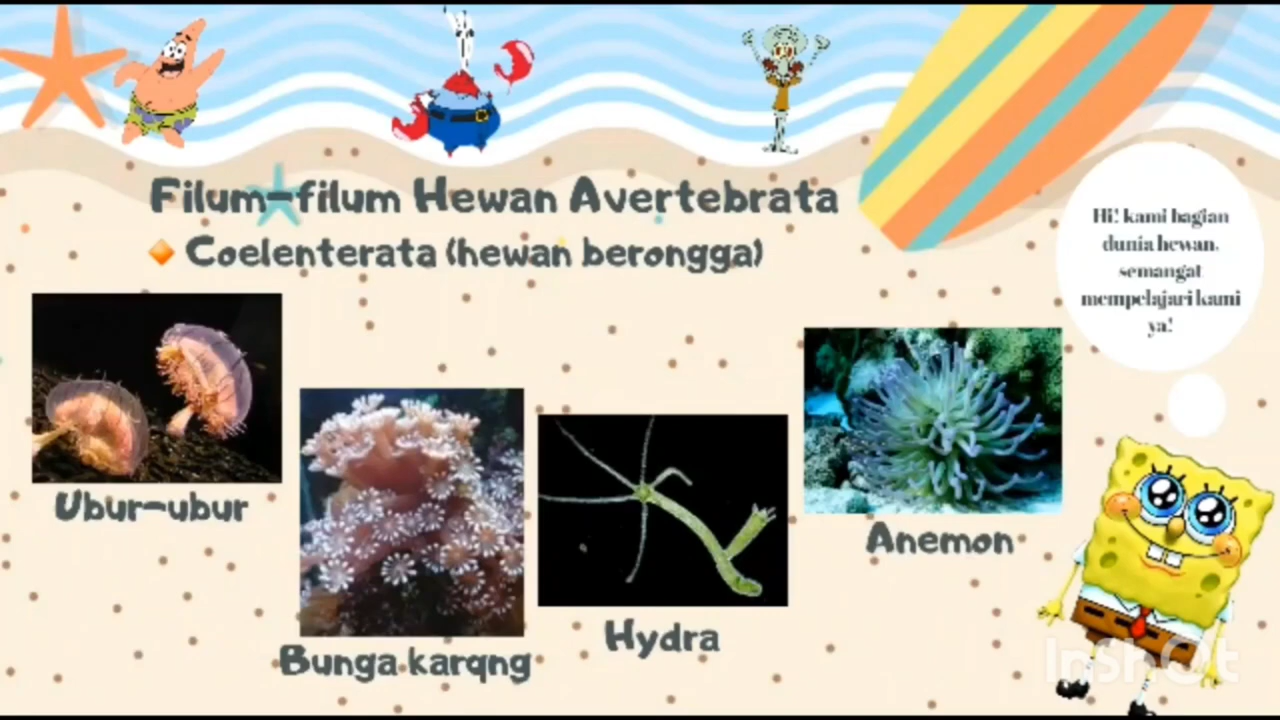 Filum-filum Hewan Avertebrata
Coelenterata (hewan berongga)
Hi! kami bagian
dunia hewan,
semangat
mempelajari kami
ya!
Ubur-ubur
Bunga karqng
Hydra
Anemon
InShOt